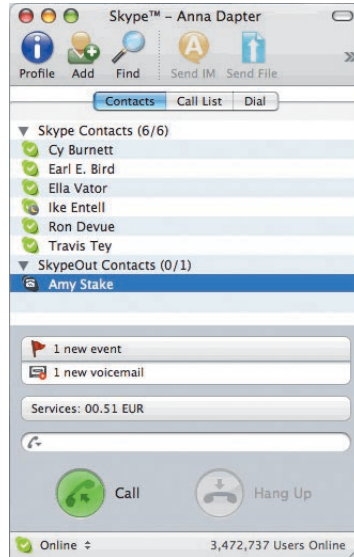 Skype™ – Anna Dapter
Profile Add Find Send IM Send File
Contacts Call List Dial
Skype Contacts (6/6)
Cy Burnett
Earl E. Bird
Ella Vator
Ike Entell
Ron Devue
Travis Tey
SkypeOut Contacts (0/1)
Amy Stake
1 new event
1 new voicemail
Services: 00.51 EUR
Call Hang Up
Online 3,472,737 Users Online